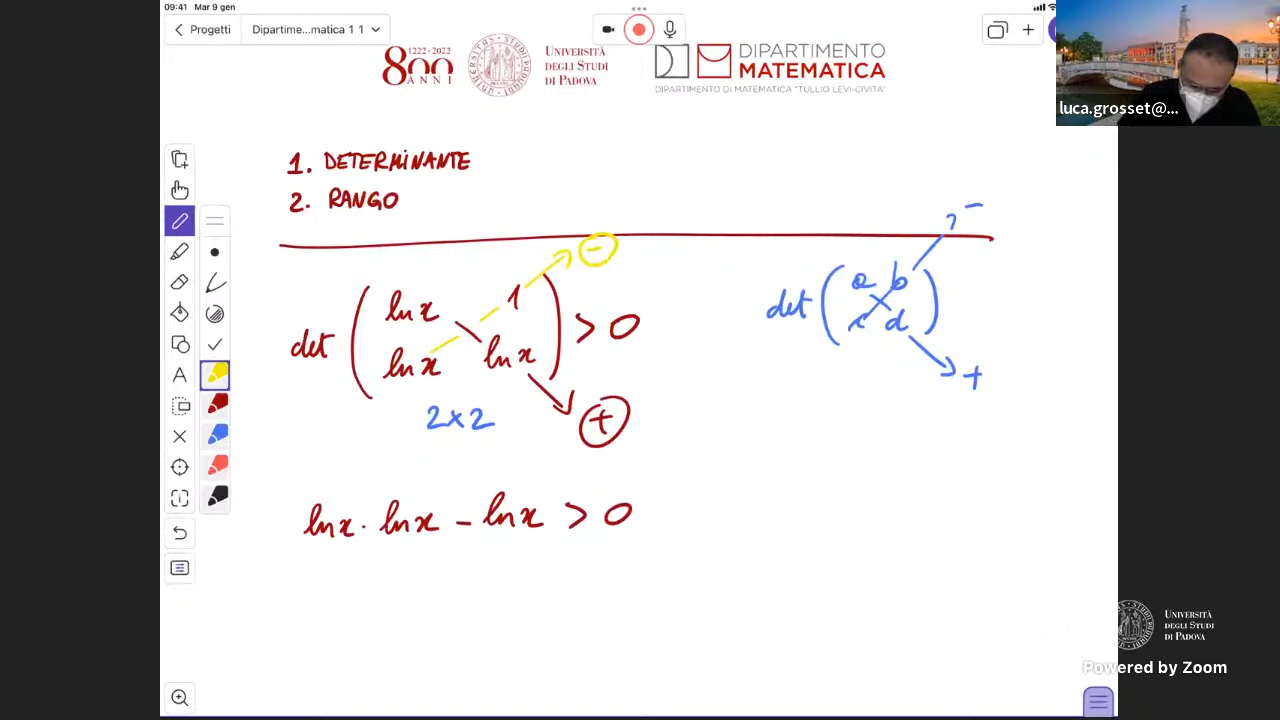 09:41 Mar 9 gen
Progetti
Dipartime...matica 1 1
1222·2022
800
ANNI
UNIVERSITÀ
DEGLI STUDI
DI PADOVA
DIPARTIMENTO
MATEMATICA
DIPARTIMENTO DI MATEMATICA "TULLIO LEVI-CIVITA"
luca.grosset@...
1. DETERMINANTE
2. RANGO
det ( ln x 1
ln x ln x ) > 0
−
+
2×2
det ( a b
c d )
−
+
ln x · ln x − ln x > 0
A
UNIVERSITÀ
DEGLI STUDI
DI PADOVA
Powered by Zoom